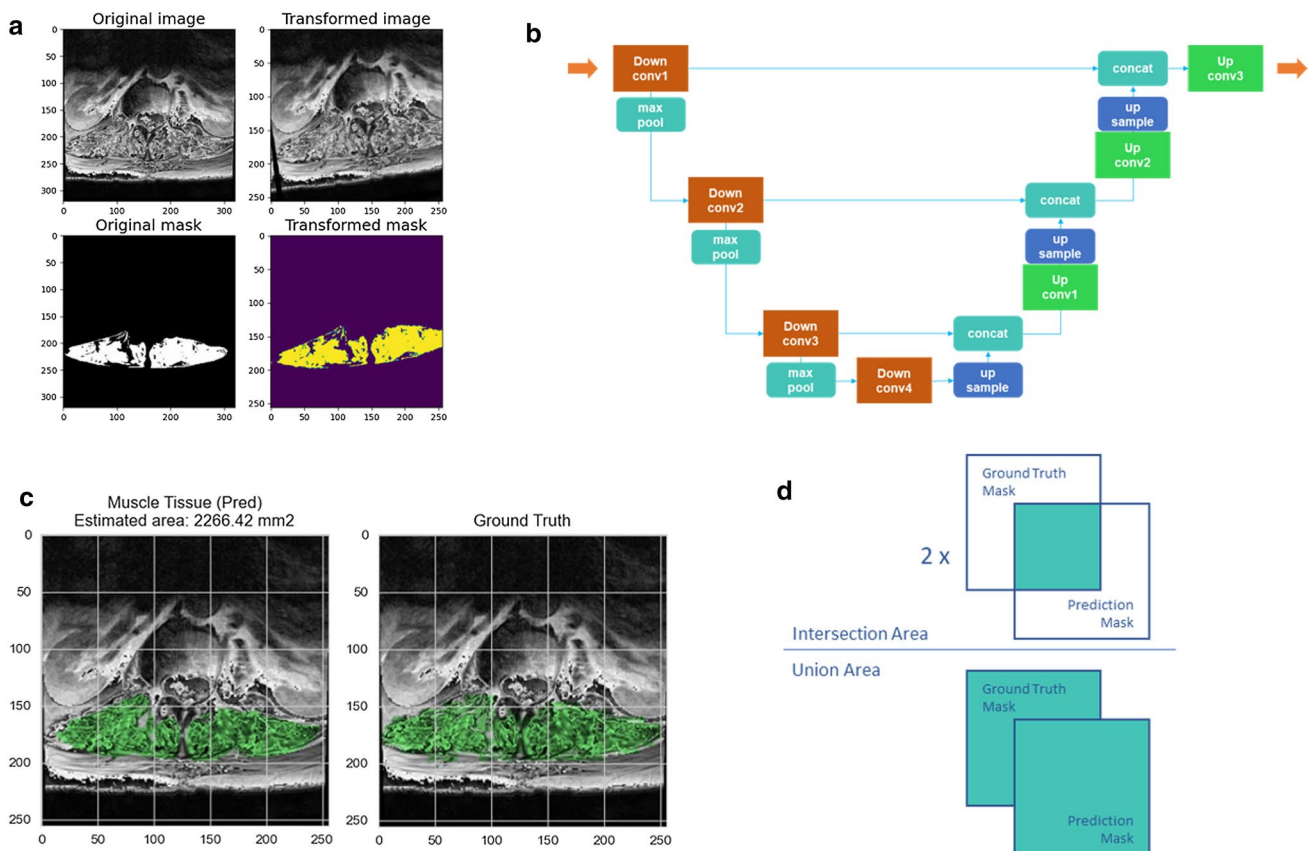 a
Original image
Transformed image
0
50
100
150
200
250
300
0
100
200
300
0
50
100
150
200
250
0
50
100
150
200
250
Original mask
Transformed mask
0
50
100
150
200
250
300
0
100
200
300
0
50
100
150
200
250
0
50
100
150
200
250
b
Down
conv1
max
pool
Down
conv2
max
pool
Down
conv3
max
pool
Down
conv4
up
sample
concat
Up
conv1
up
sample
concat
Up
conv2
up
sample
concat
Up
conv3
c
Muscle Tissue (Pred)
Estimated area: 2266.42 mm2
0
50
100
150
200
250
0
50
100
150
200
250
Ground Truth
0
50
100
150
200
250
0
50
100
150
200
250
d
Ground Truth
Mask
2 x
Prediction
Mask
Intersection Area
Union Area
Ground Truth
Mask
Prediction
Mask